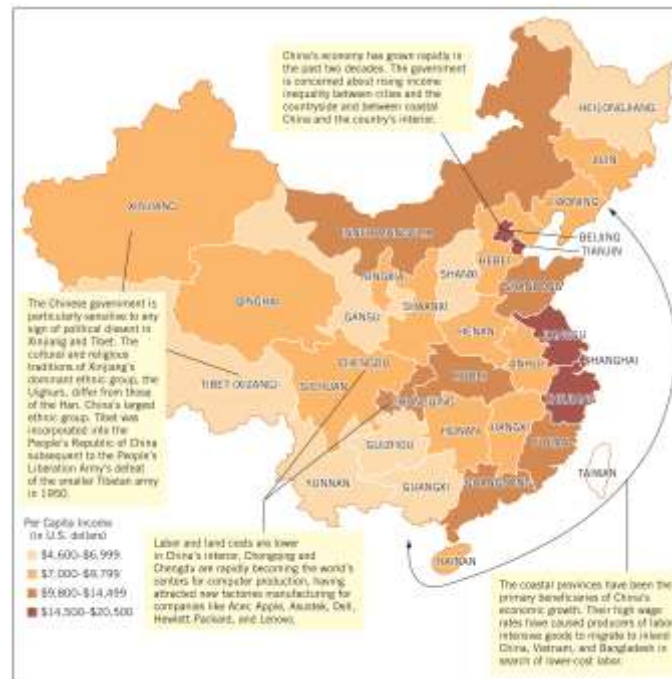 China's economy has grown rapidly in
the past two decades. The government
is concerned about rising income
inequality between cities and the
countryside and between coastal
China and the country's interior.
HEILONGJIANG
JILIN
LIAONING
BEIJING
TIANJIN
XINJIANG
INNER MONGOLIA
HEBEI
SHANXI
NINGXIA
SHANDONG
QINGHAI
GANSU
SHAANXI
HENAN
JIANGSU
The Chinese government is
particularly sensitive to any
sign of political dissent in
Xinjiang and Tibet. The
cultural and religious
traditions of Xinjiang's
dominant ethnic group, the
Uighurs, differ from those
of the Han, China's largest
ethnic group. Tibet was
incorporated into the
People's Republic of China
subsequent to the People's
Liberation Army's defeat
of the smaller Tibetan army
in 1950.
CHENGDU
ANHUI
SHANGHAI
TIBET (XIZANG)
SICHUAN
HUBEI
CHONGQING
ZHEJIANG
HUNAN
JIANGXI
FUJIAN
GUIZHOU
TAIWAN
YUNNAN
GUANGXI
GUANGDONG
HAINAN
Per Capita Income
(in U.S. dollars)
$4,600–$6,999
$7,000–$9,799
$9,800–$14,499
$14,500–$20,500
Labor and land costs are lower
in China's interior. Chongqing and
Chengdu are rapidly becoming the world's
centers for computer production, having
attracted new factories manufacturing for
companies like Acer, Apple, Asustek, Dell,
Hewlett Packard, and Lenovo.
The coastal provinces have been the
primary beneficiaries of China's
economic growth. Their high wage
rates have caused producers of labor
intensive goods to migrate to inland
China, Vietnam, and Bangladesh in
search of lower-cost labor.